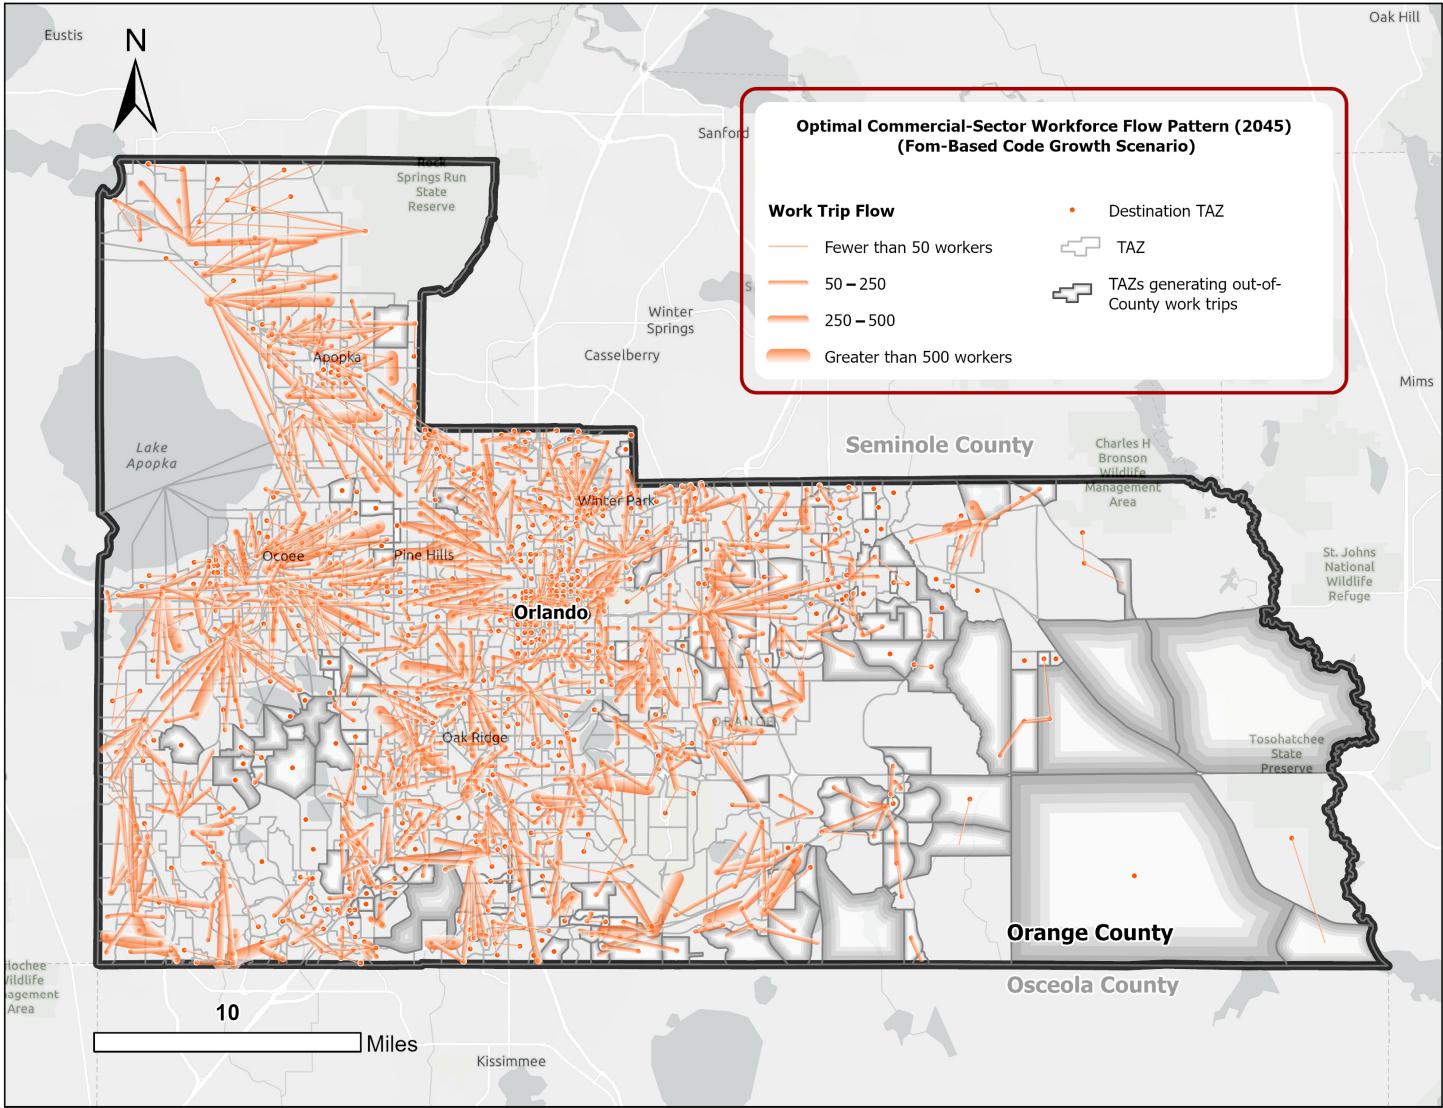 Eustis
Oak Hill
N
Sanford
Optimal Commercial-Sector Workforce Flow Pattern (2045)
(Fom-Based Code Growth Scenario)
Rock
Springs Run
State
Reserve
Work Trip Flow
Destination TAZ
Fewer than 50 workers
TAZ
50 – 250
TAZs generating out-of-
County work trips
250 – 500
Greater than 500 workers
Winter
Springs
Casselberry
Apopka
Mims
Lake
Apopka
Seminole County
Charles H
Bronson
Wildlife
Management
Area
Winter Park
Ocoee
Pine Hills
St. Johns
National
Wildlife
Refuge
Orlando
ORANGE
Oak Ridge
Tosohatchee
State
Preserve
Orange County
Osceola County
Area
10
Miles
Kissimmee